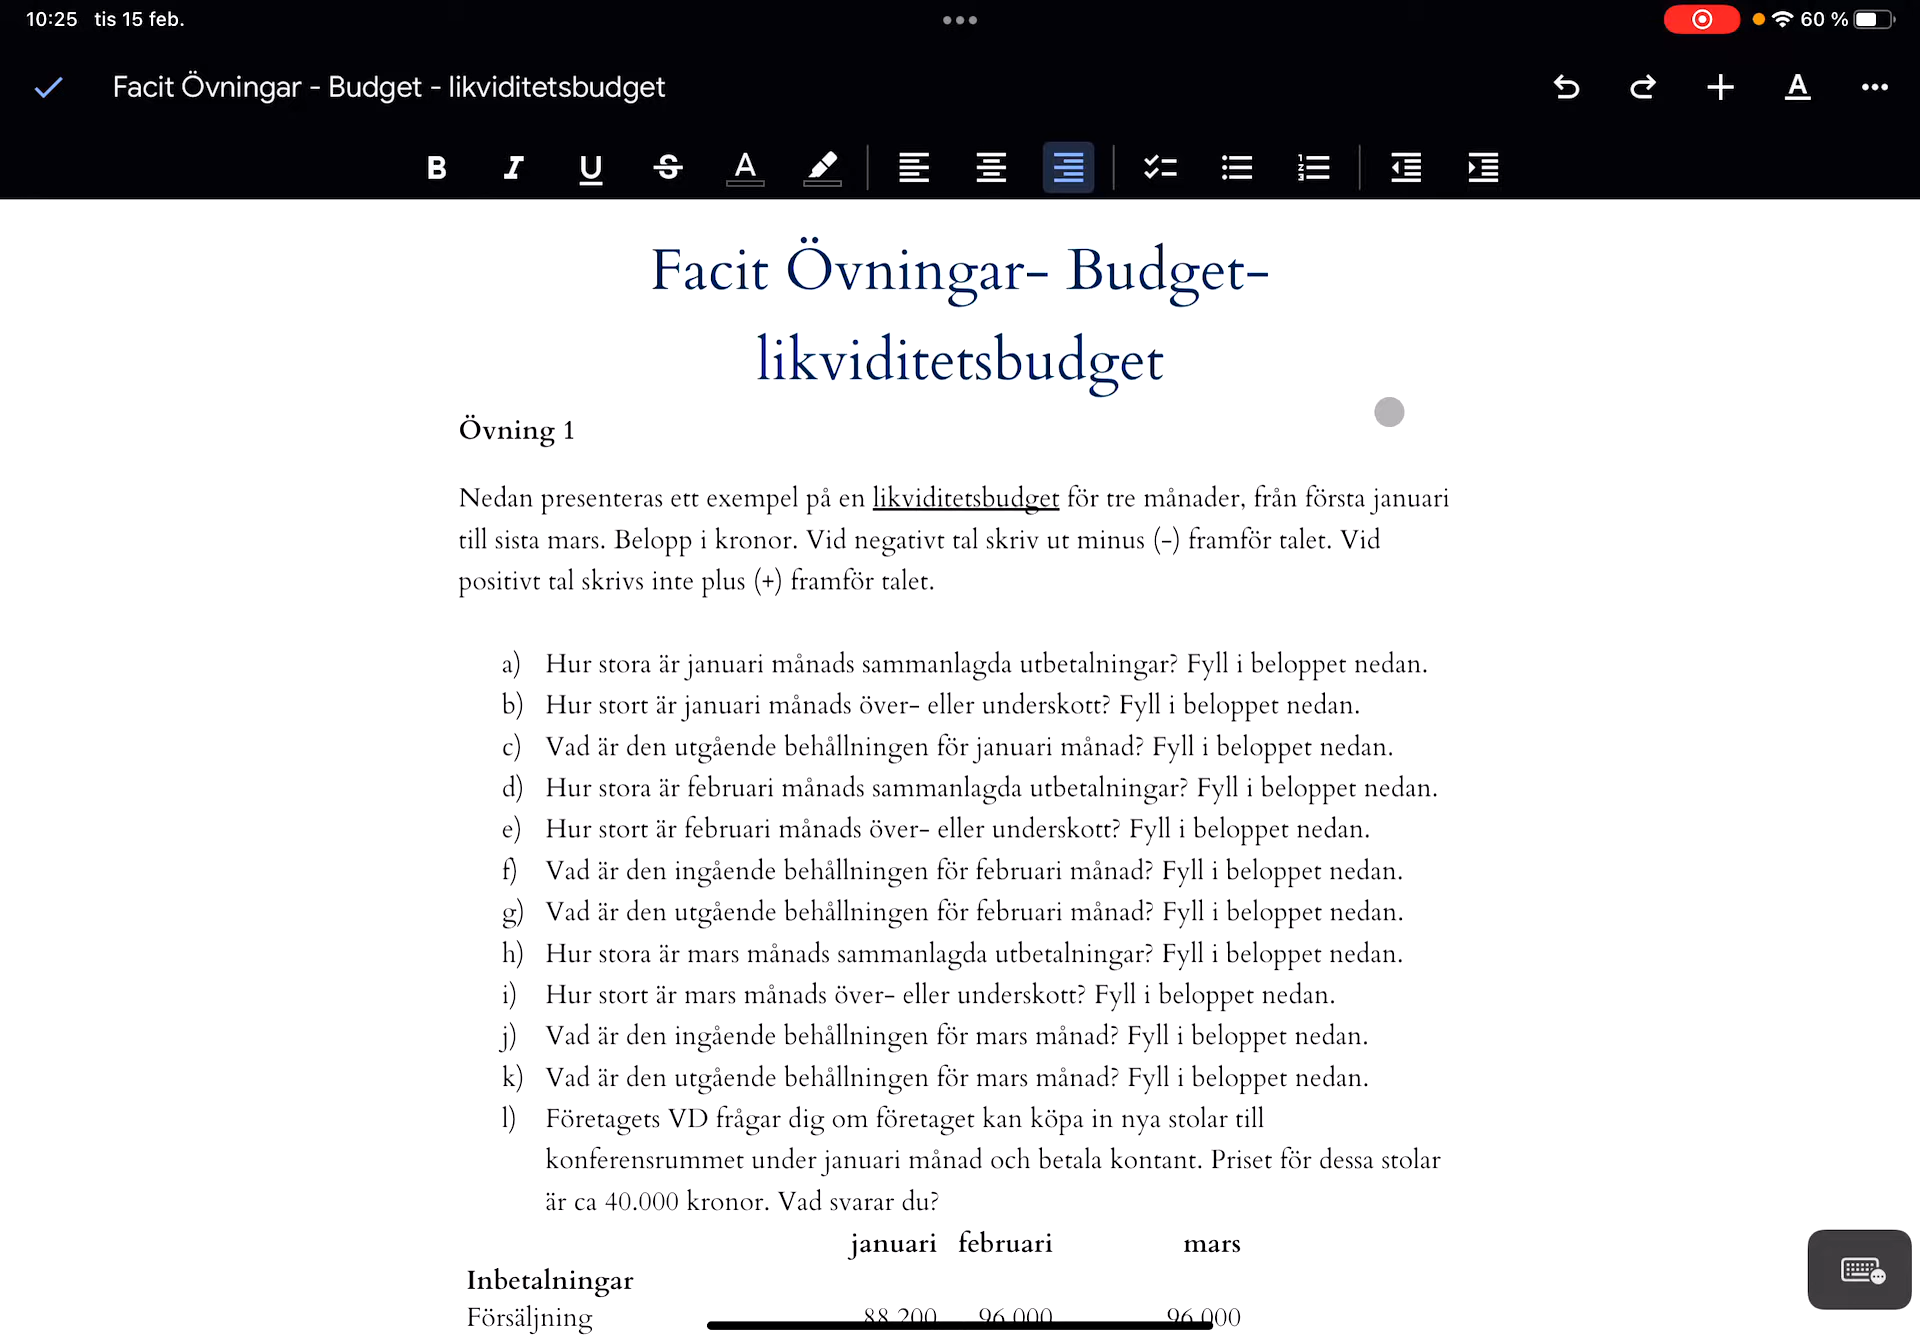 10:25 tis 15 feb.
60 %
Facit Övningar - Budget - likviditetsbudget
Facit Övningar- Budget-
likviditetsbudget
Övning 1
Nedan presenteras ett exempel på en likviditetsbudget för tre månader, från första januari
till sista mars. Belopp i kronor. Vid negativt tal skriv ut minus (-) framför talet. Vid
positivt tal skrivs inte plus (+) framför talet.
a) Hur stora är januari månads sammanlagda utbetalningar? Fyll i beloppet nedan.
b) Hur stort är januari månads över- eller underskott? Fyll i beloppet nedan.
c) Vad är den utgående behållningen för januari månad? Fyll i beloppet nedan.
d) Hur stora är februari månads sammanlagda utbetalningar? Fyll i beloppet nedan.
e) Hur stort är februari månads över- eller underskott? Fyll i beloppet nedan.
f) Vad är den ingående behållningen för februari månad? Fyll i beloppet nedan.
g) Vad är den utgående behållningen för februari månad? Fyll i beloppet nedan.
h) Hur stora är mars månads sammanlagda utbetalningar? Fyll i beloppet nedan.
i) Hur stort är mars månads över- eller underskott? Fyll i beloppet nedan.
j) Vad är den ingående behållningen för mars månad? Fyll i beloppet nedan.
k) Vad är den utgående behållningen för mars månad? Fyll i beloppet nedan.
l) Företagets VD frågar dig om företaget kan köpa in nya stolar till
konferensrummet under januari månad och betala kontant. Priset för dessa stolar
är ca 40.000 kronor. Vad svarar du?
januari februari mars
Inbetalningar
Försäljning 88 200 96 000 96 000